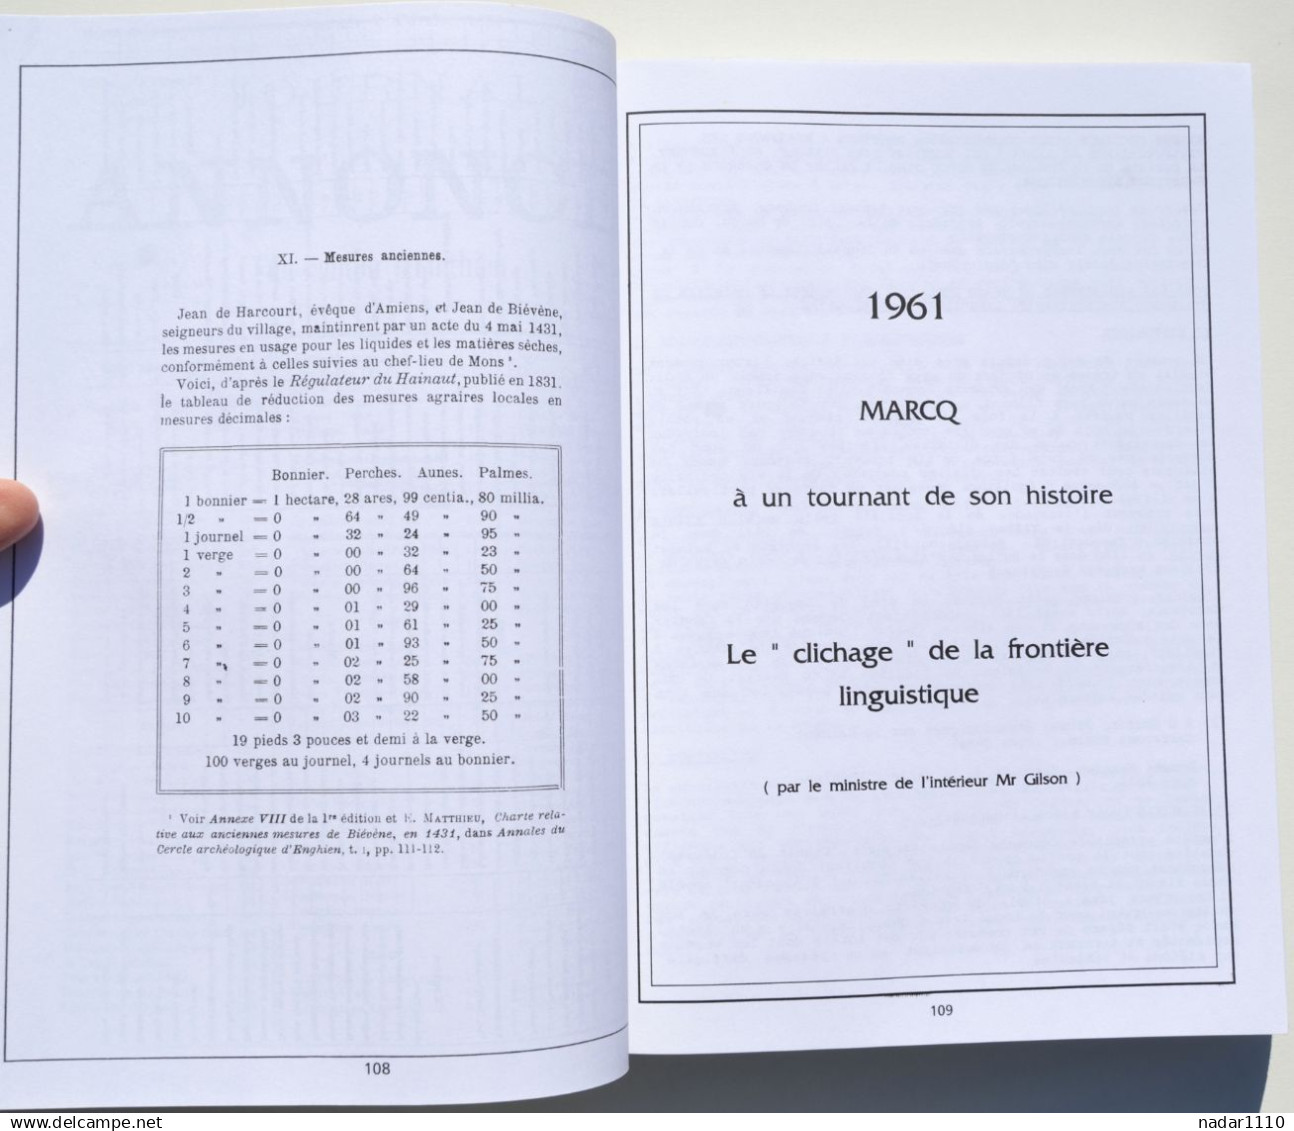 XI. — Mesures anciennes.
Jean de Harcourt, évêque d'Amiens, et Jean de Biévène,
seigneurs du village, maintinrent par un acte du 4 mai 1431,
les mesures en usage pour les liquides et les matières sèches,
conformément à celles suivies au chef-lieu de Mons ¹.
Voici, d'après le Régulateur du Hainaut, publié en 1831,
le tableau de réduction des mesures agraires locales en
mesures décimales :
Bonnier. Perches. Aunes. Palmes.
1 bonnier = 1 hectare, 28 ares, 99 centia., 80 millia.
1/2 " = 0 " 64 " 49 " 90 "
1 journel = 0 " 32 " 24 " 95 "
1 verge = 0 " 00 " 32 " 23 "
2 " = 0 " 00 " 64 " 50 "
3 " = 0 " 00 " 96 " 75 "
4 " = 0 " 01 " 29 " 00 "
5 " = 0 " 01 " 61 " 25 "
6 " = 0 " 01 " 93 " 50 "
7 " = 0 " 02 " 25 " 75 "
8 " = 0 " 02 " 58 " 00 "
9 " = 0 " 02 " 90 " 25 "
10 " = 0 " 03 " 22 " 50 "
19 pieds 3 pouces et demi à la verge.
100 verges au journel, 4 journels au bonnier.
¹ Voir Annexe VIII de la 1re édition et E. MATTHIEU, Charte rela-
tive aux anciennes mesures de Biévène, en 1431, dans Annales du
Cercle archéologique d'Enghien, t. I, pp. 111-112.
108
1961
MARCQ
à un tournant de son histoire
Le " clichage " de la frontière
linguistique
( par le ministre de l'intérieur Mr Gilson )
109
nadar1110